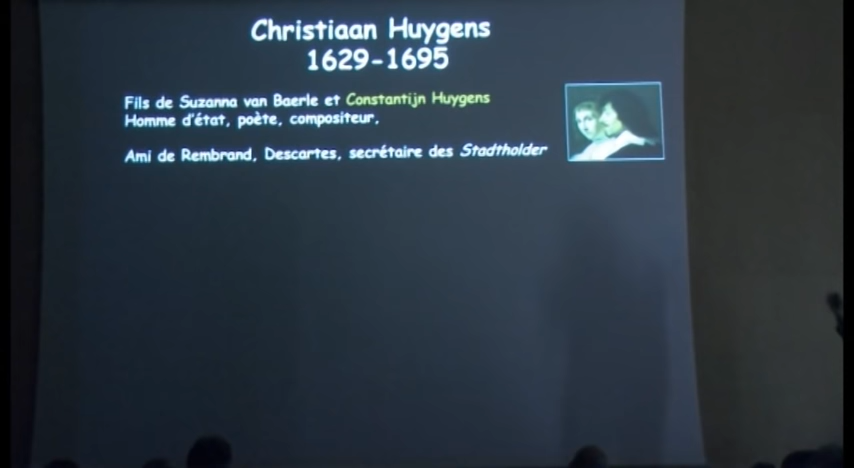 Christiaan Huygens
1629-1695
Fils de Suzanna van Baerle et Constantijn Huygens
Homme d'état, poète, compositeur,
Ami de Rembrand, Descartes, secrétaire des Stadtholder